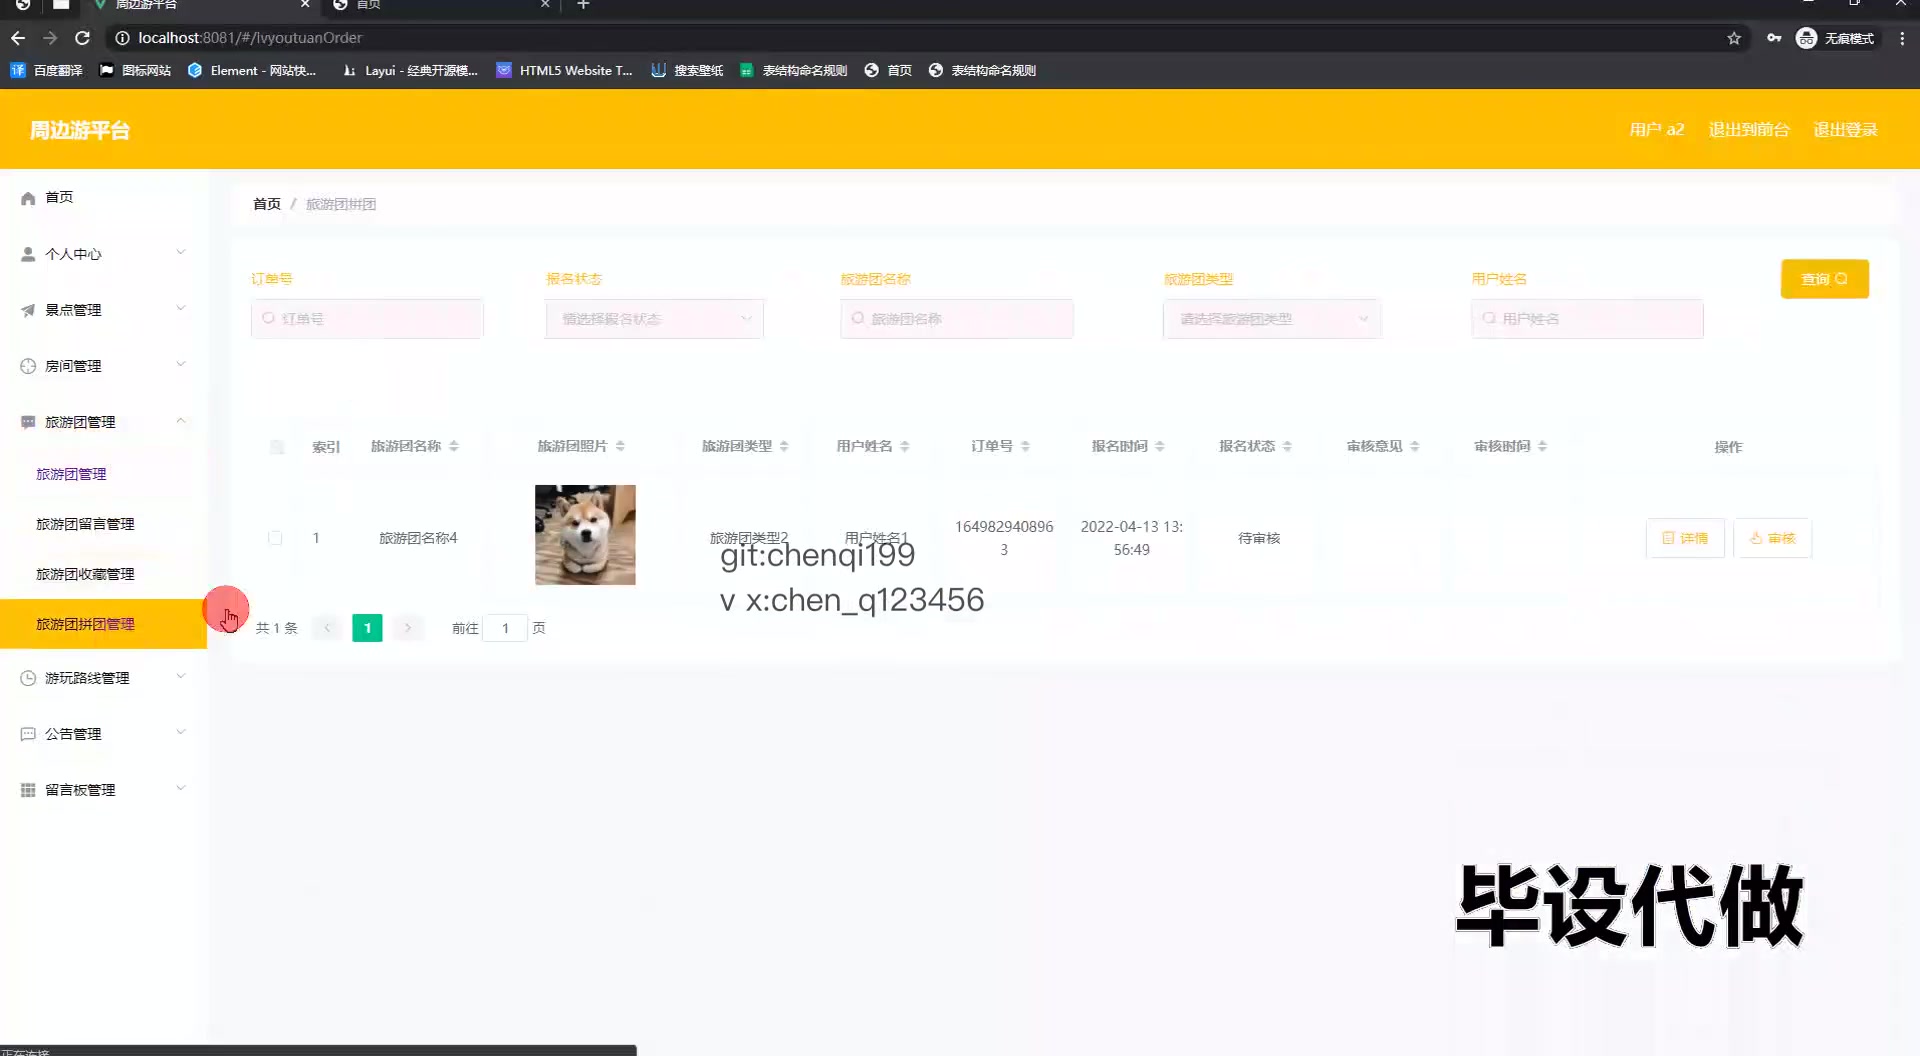 周边游平台
首页
localhost:8081/#/lvyoutuanOrder
无痕模式
百度翻译
图标网站
Element - 网站快...
Layui - 经典开源模...
HTML5 Website T...
搜索壁纸
表结构命名规则
首页
表结构命名规则
周边游平台
用户 a2
退出到前台
退出登录
首页
个人中心
景点管理
房间管理
旅游团管理
旅游团管理
旅游团留言管理
旅游团收藏管理
旅游团拼团管理
游玩路线管理
公告管理
留言板管理
首页 / 旅游团拼团
订单号
报名状态
旅游团名称
旅游团类型
用户姓名
查询
订单号
请选择报名状态
旅游团名称
请选择旅游团类型
用户姓名
索引 旅游团名称 旅游团照片 旅游团类型 用户姓名 订单号 报名时间 报名状态 审核意见 审核时间 操作
1 旅游团名称4 旅游团类型2 用户姓名1
164982940896
3
2022-04-13 13:
56:49
待审核
详情
审核
git:chenqi199
v x:chen_q123456
共 1 条
1
前往 1 页
毕设代做
正在连接